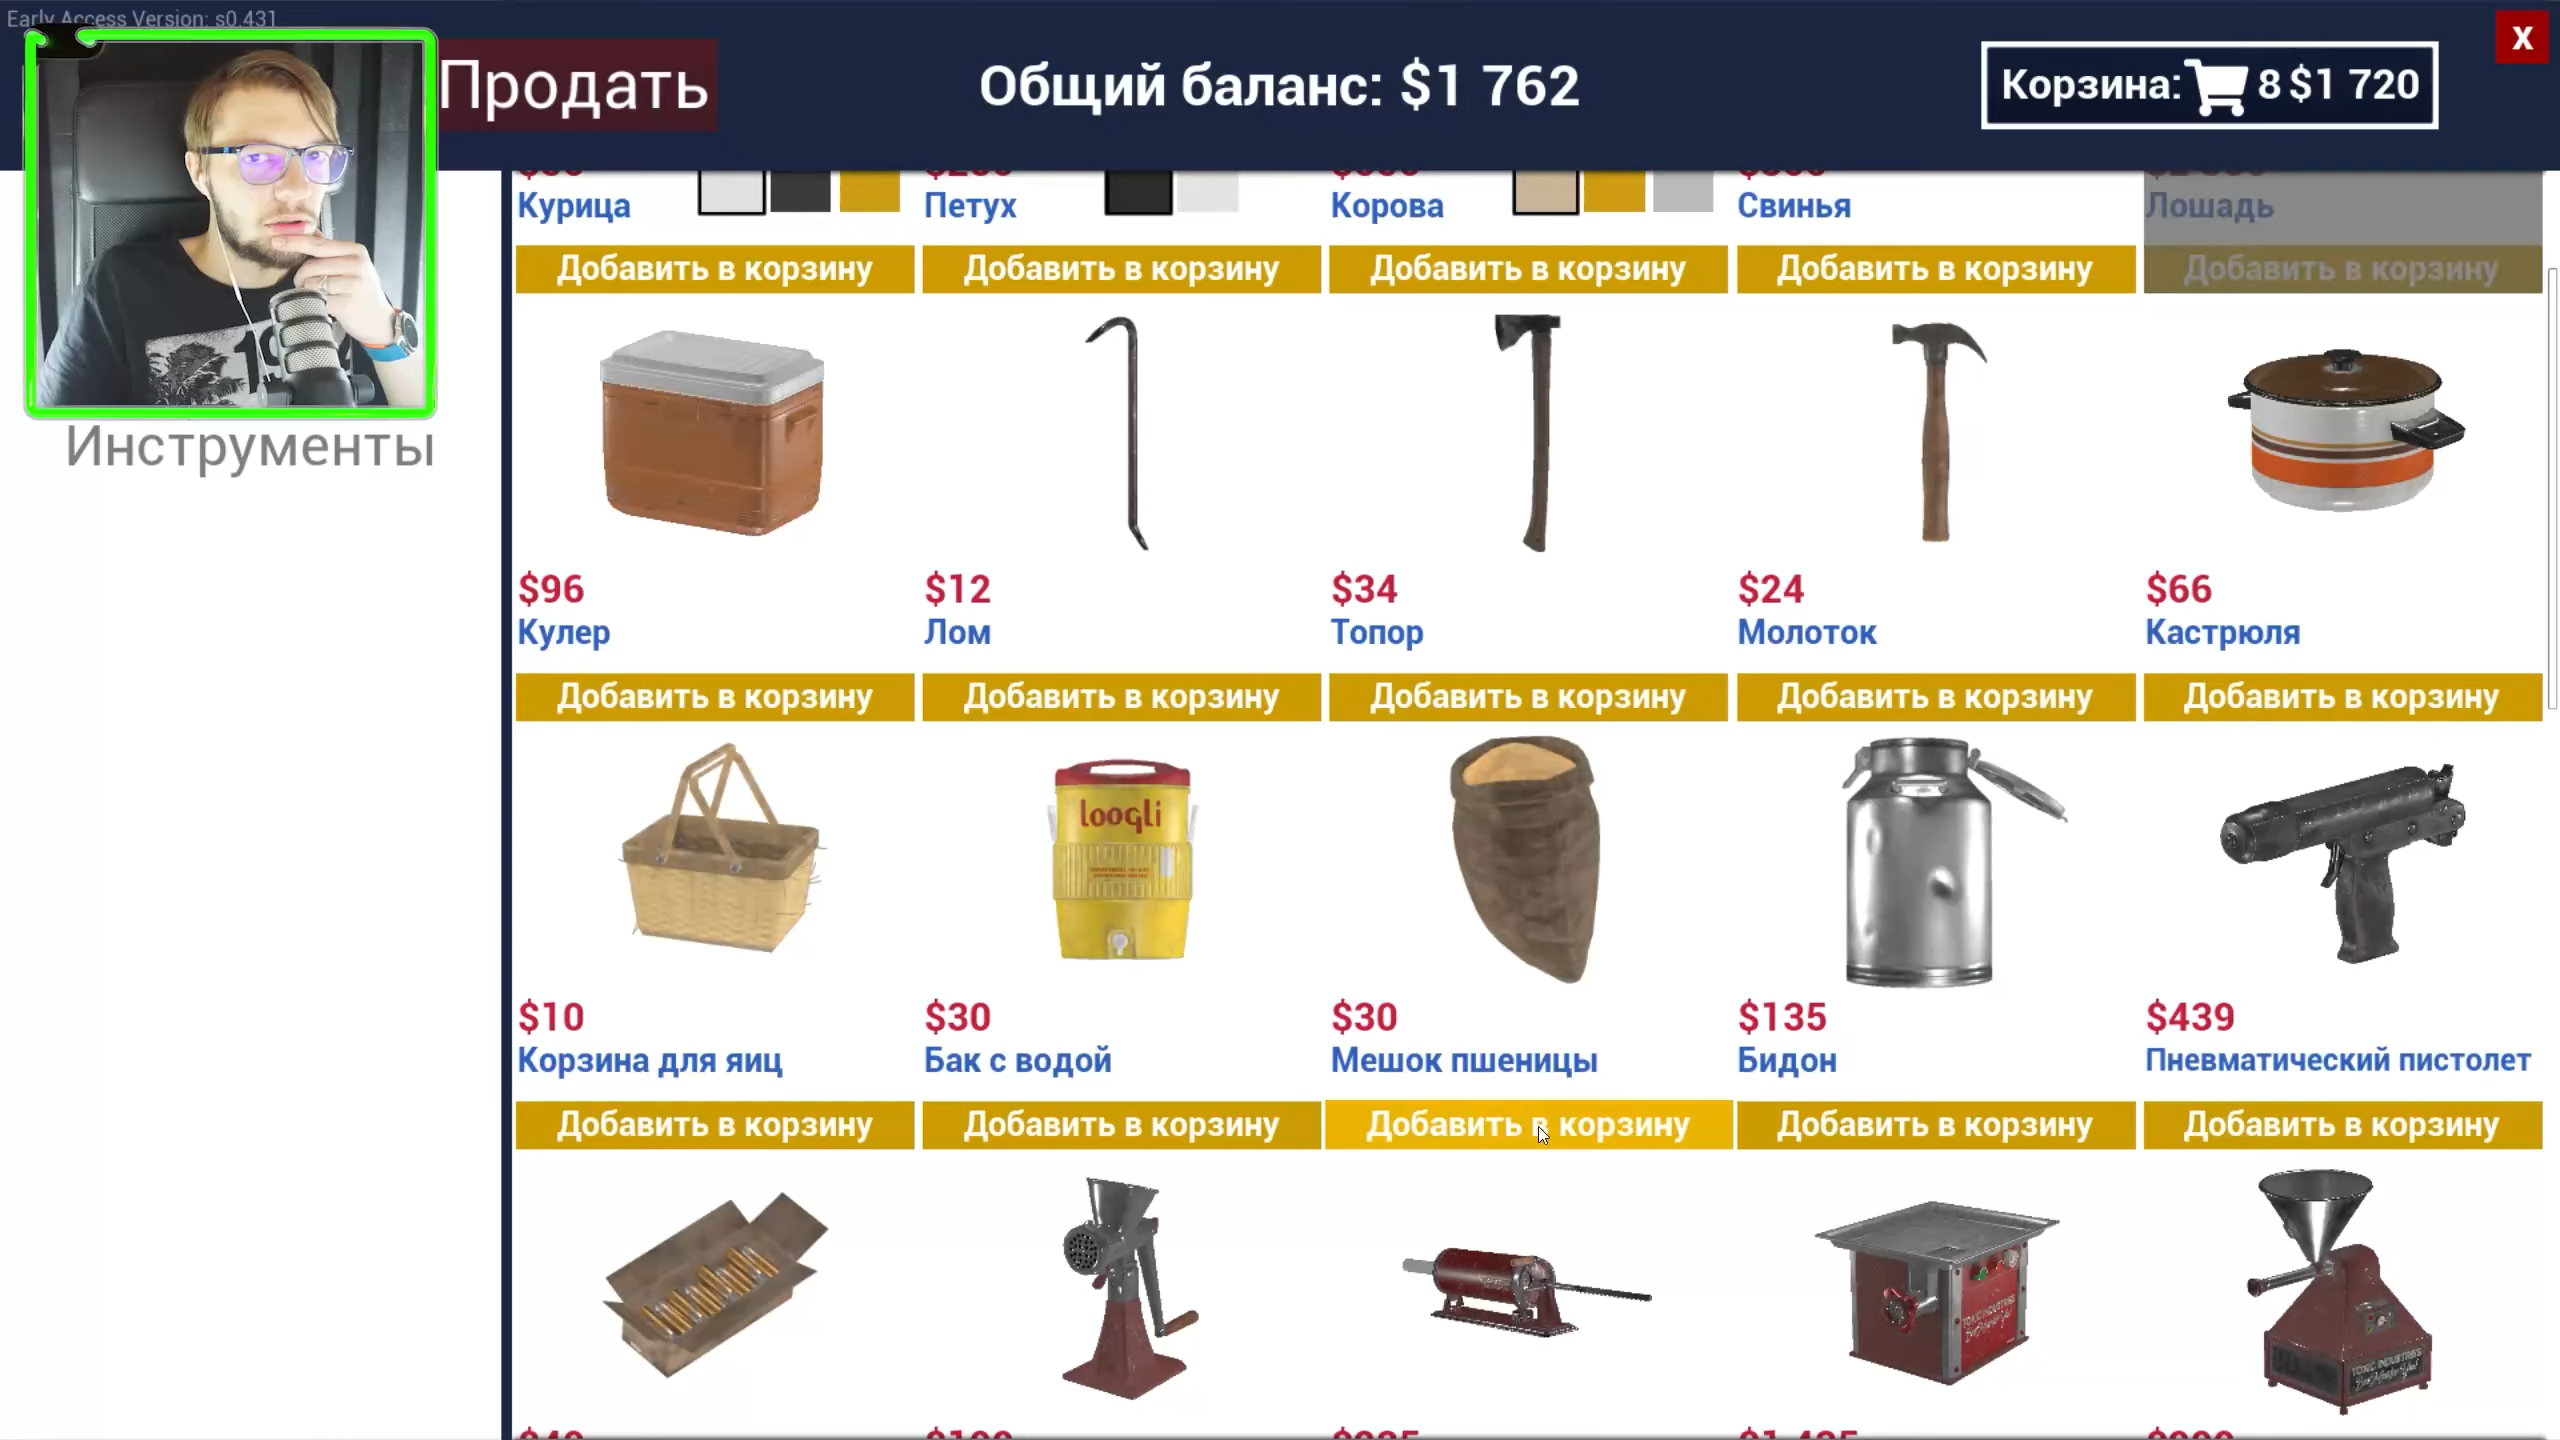 Early Access Version: s0.431
Продать
Общий баланс: $1 762
Корзина: 8 $1 720
X
Курица
Петух
Корова
Свинья
Лошадь
Добавить в корзину
Добавить в корзину
Добавить в корзину
Добавить в корзину
Добавить в корзину
Инструменты
$96
$12
$34
$24
$66
Кулер
Лом
Топор
Молоток
Кастрюля
Добавить в корзину
Добавить в корзину
Добавить в корзину
Добавить в корзину
Добавить в корзину
loogli
$10
$30
$30
$135
$439
Корзина для яиц
Бак с водой
Мешок пшеницы
Бидон
Пневматический пистолет
Добавить в корзину
Добавить в корзину
Добавить в корзину
Добавить в корзину
Добавить в корзину
TOXIC INDUSTRIES
TOXIC INDUSTRIES